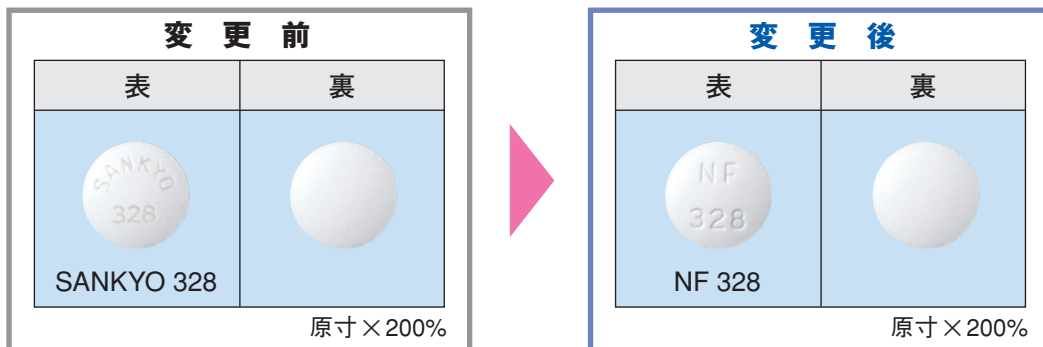 変更前
表 裏
SANKYO
328
SANKYO 328
原寸×200%
変更後
表 裏
NF
328
NF 328
原寸×200%